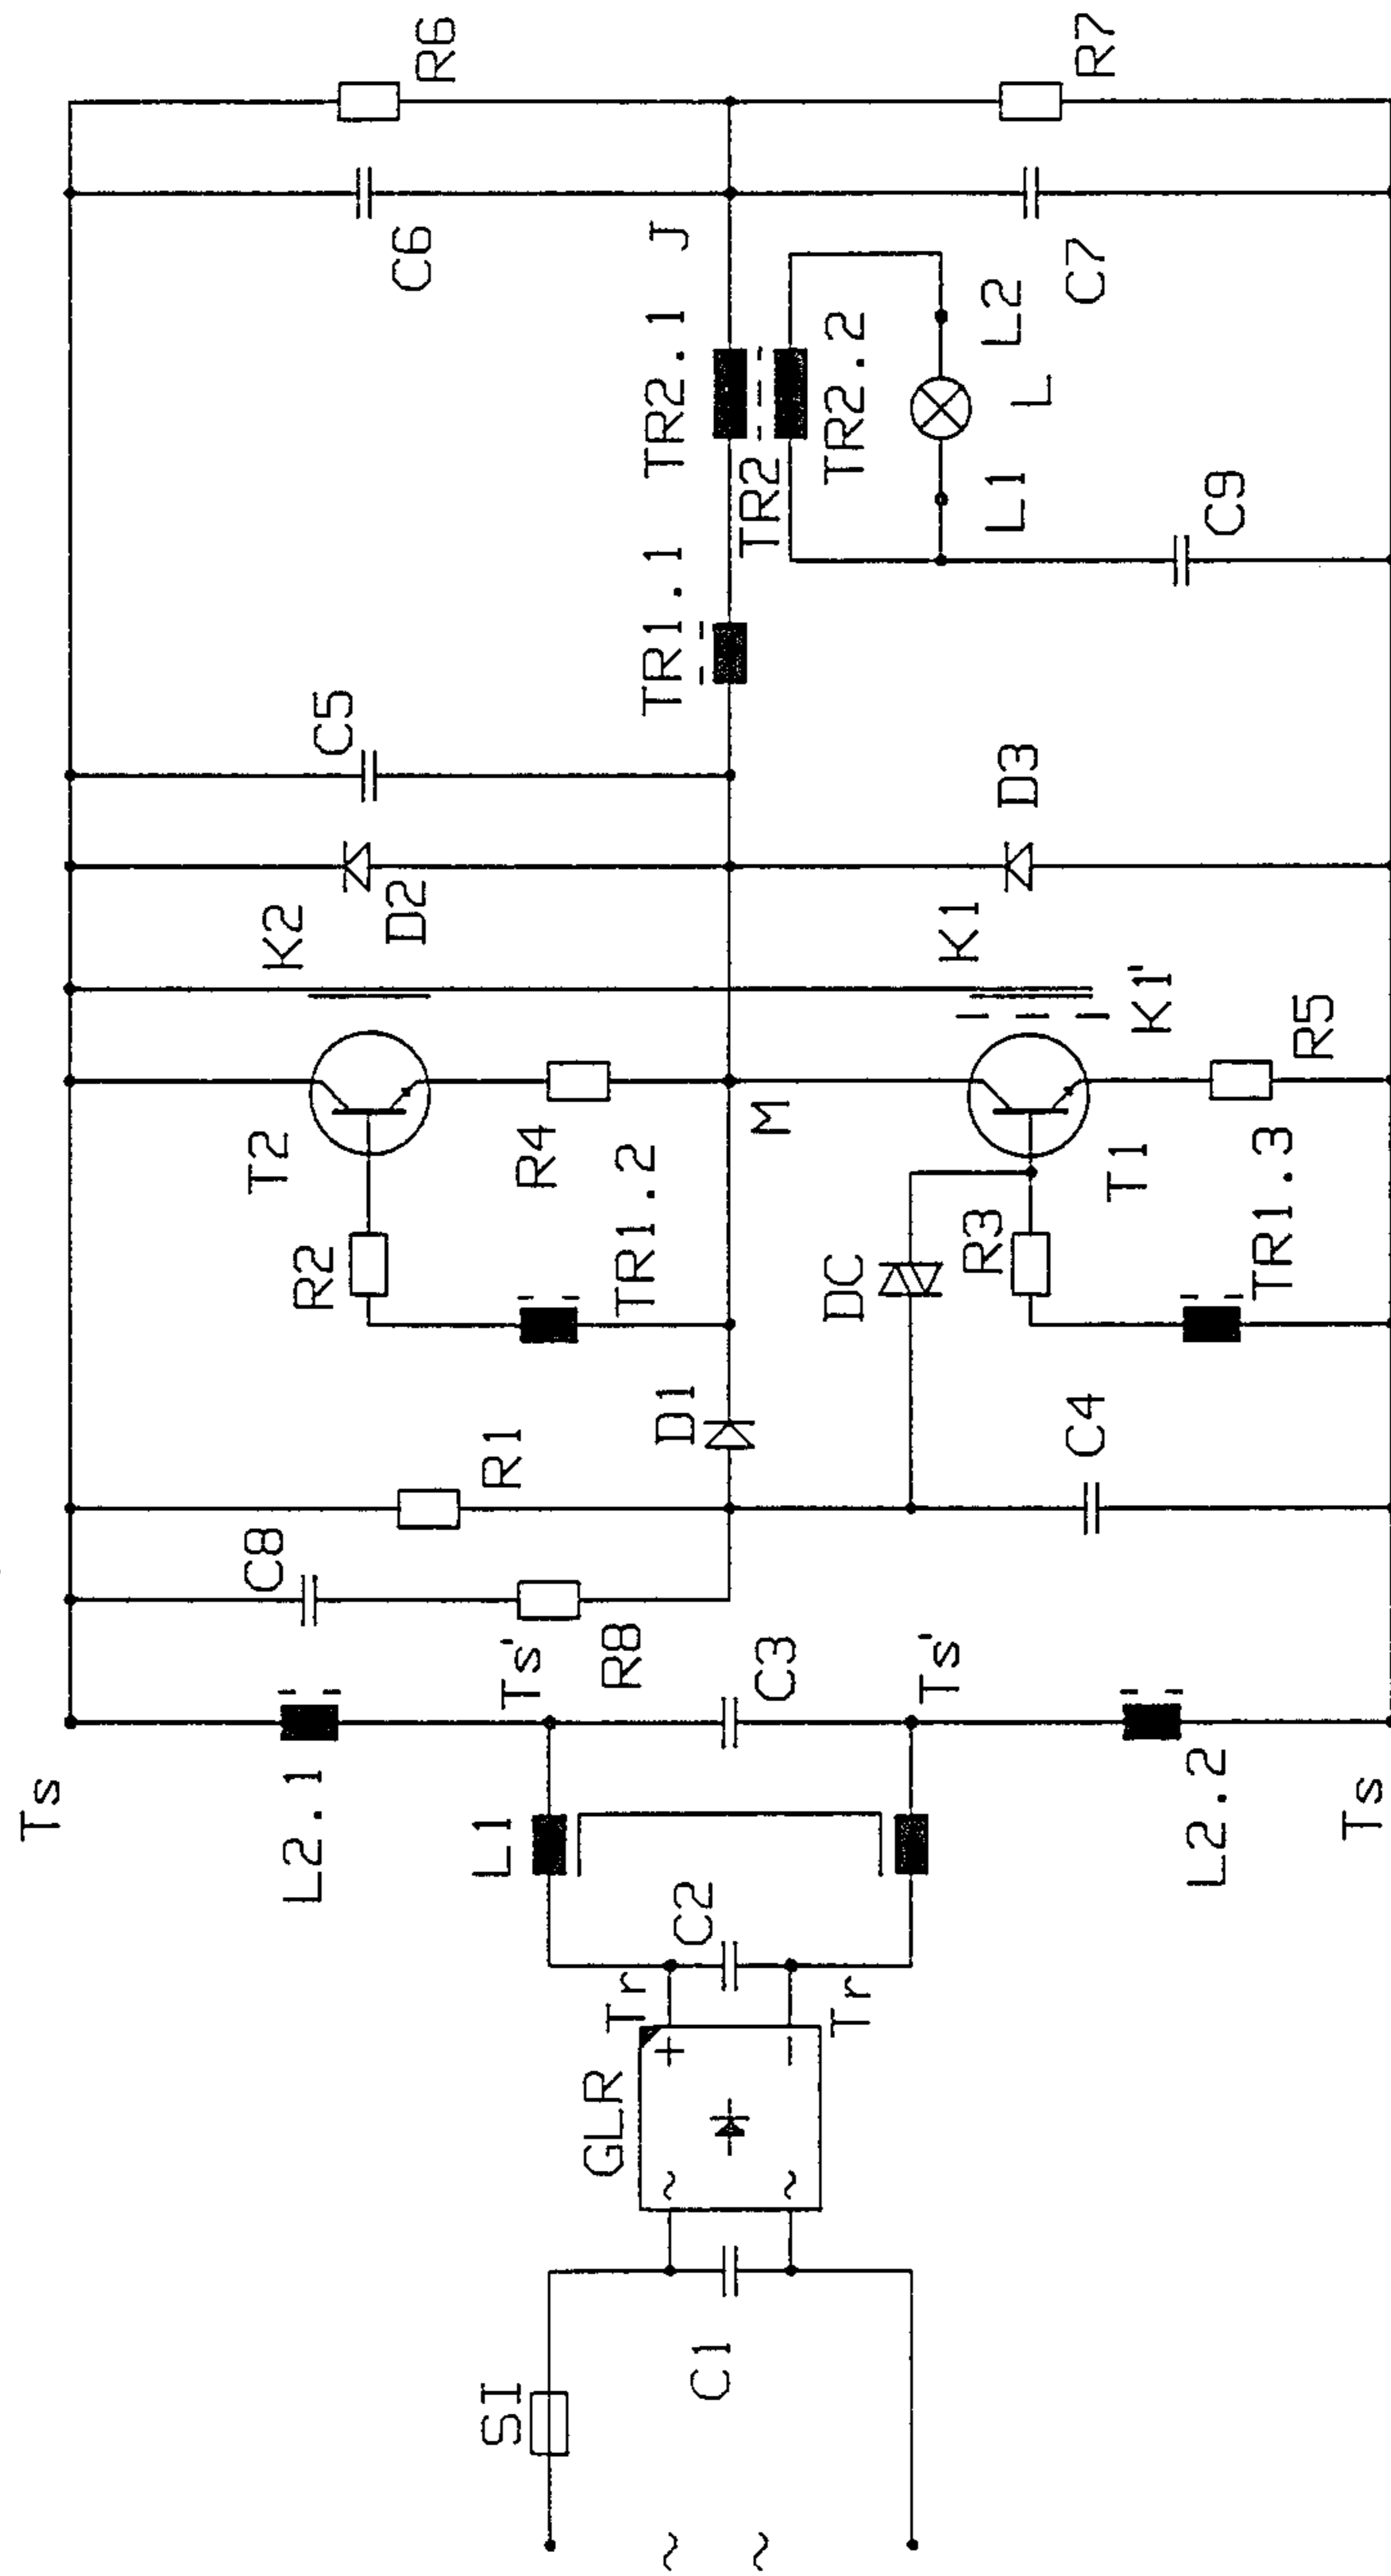 R6
R7
C6
J
C7
TR2.1
L2
TR2.2
L
TR2
L1
C9
TR1.1
C5
D3
K2
D2
K1
K1'
R5
T2
R4
M
T1
TR1.2
TR1.3
R2
DC
R3
D1
C4
R1
C8
R8
Ts'
C3
Ts'
Ts
L2.1
L1
L2.2
Ts
C2
Tr
Tr
GLR
+
-
~
~
C1
SI
~
~